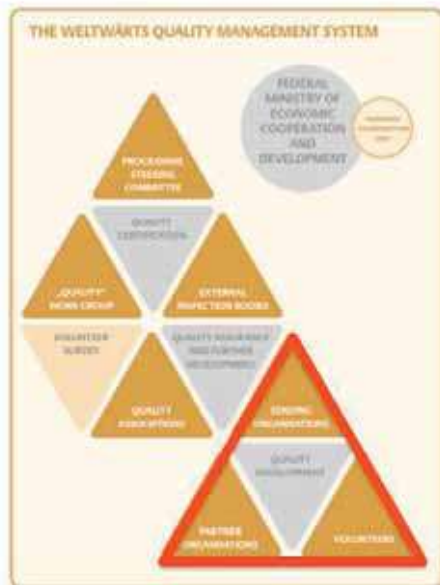 THE WELTWÄRTS QUALITY MANAGEMENT SYSTEM
FEDERAL
MINISTRY OF
ECONOMIC
COOPERATION
AND
DEVELOPMENT
PROGRAMME
STEERING
COMMITTEE
QUALITY
CERTIFICATION
„QUALITY“
WORK GROUP
EXTERNAL
INSPECTION BODIES
VOLUNTEER
SURVEY
QUALITY ASSURANCE
AND FURTHER
DEVELOPMENT
QUALITY
ASSOCIATIONS
SENDING
ORGANISATIONS
QUALITY
DEVELOPMENT
PARTNER
ORGANISATIONS
VOLUNTEERS